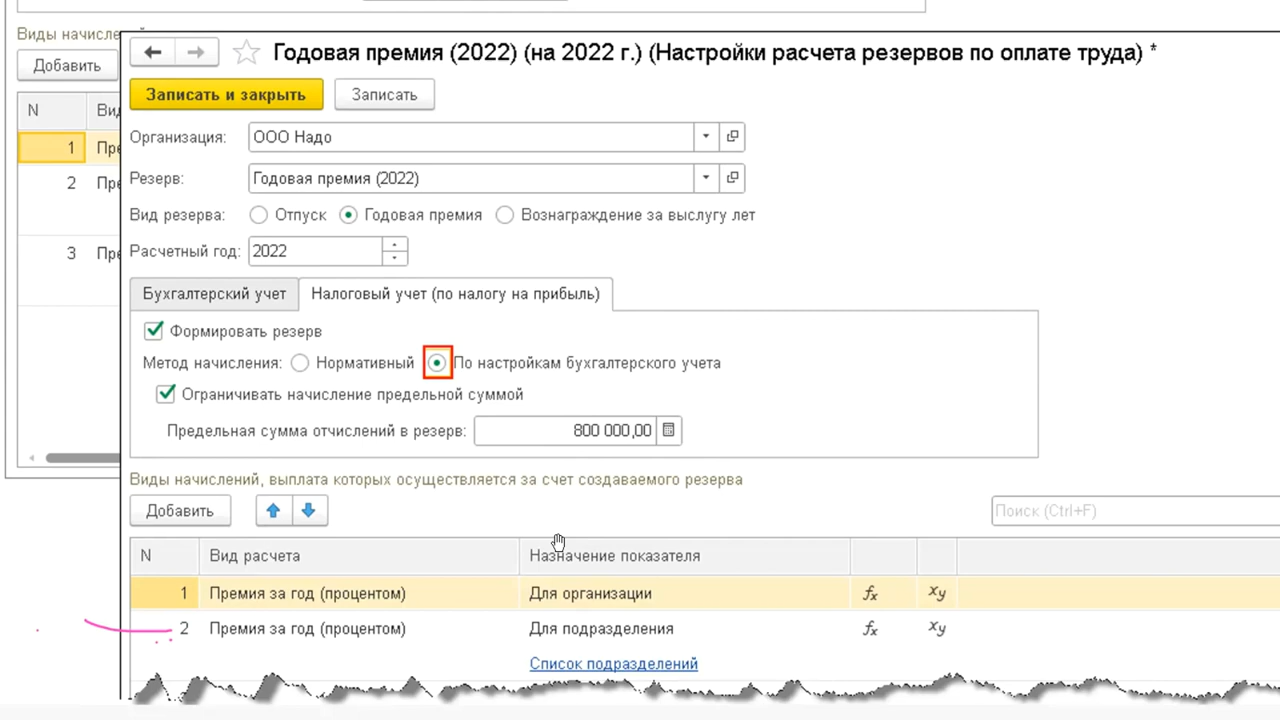 Виды начисле
Добавить
N
Вид
1
Пре
2
Пре
3
Пре
Годовая премия (2022) (на 2022 г.) (Настройки расчета резервов по оплате труда) *
Записать и закрыть
Записать
Организация: ООО Надо
Резерв: Годовая премия (2022)
Вид резерва: Отпуск Годовая премия Вознаграждение за выслугу лет
Расчетный год: 2022
Бухгалтерский учет Налоговый учет (по налогу на прибыль)
Формировать резерв
Метод начисления: Нормативный По настройкам бухгалтерского учета
Ограничивать начисление предельной суммой
Предельная сумма отчислений в резерв: 800 000,00
Виды начислений, выплата которых осуществляется за счет создаваемого резерва
Добавить Поиск (Ctrl+F)
N Вид расчета Назначение показателя
1 Премия за год (процентом) Для организации fx xy
2 Премия за год (процентом) Для подразделения fx xy
Список подразделений